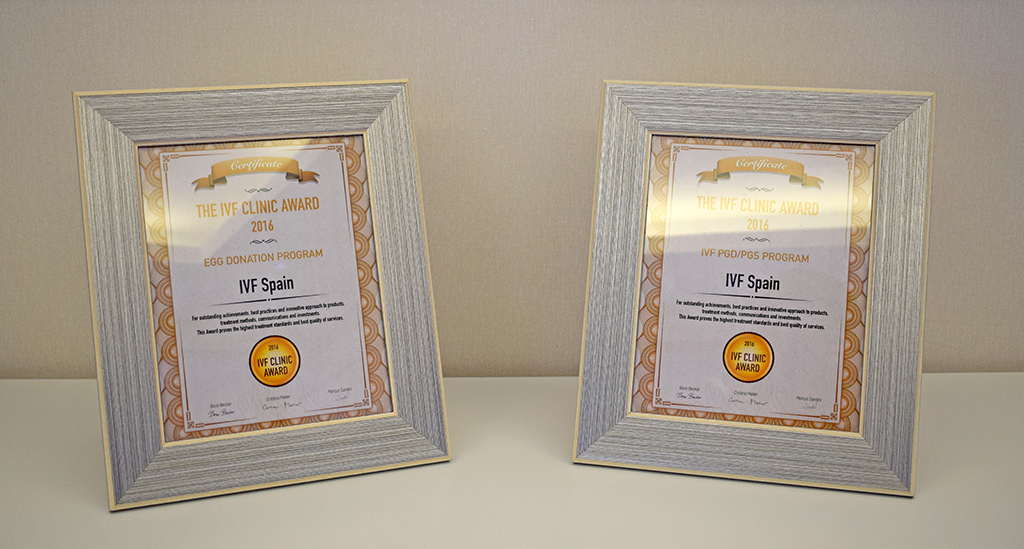 Certificate
THE IVF CLINIC AWARD
2016
EGG DONATION PROGRAM
IVF Spain
For outstanding achievements, best practices and innovative approach to products,
treatment methods, communications and investments.
This Award proves the highest treatment standards and best quality of services.
2016
IVF CLINIC
AWARD
Certificate
THE IVF CLINIC AWARD
2016
IVF PGD/PGS PROGRAM
IVF Spain
For outstanding achievements, best practices and innovative approach to products,
treatment methods, communications and investments.
This Award proves the highest treatment standards and best quality of services.
2016
IVF CLINIC
AWARD